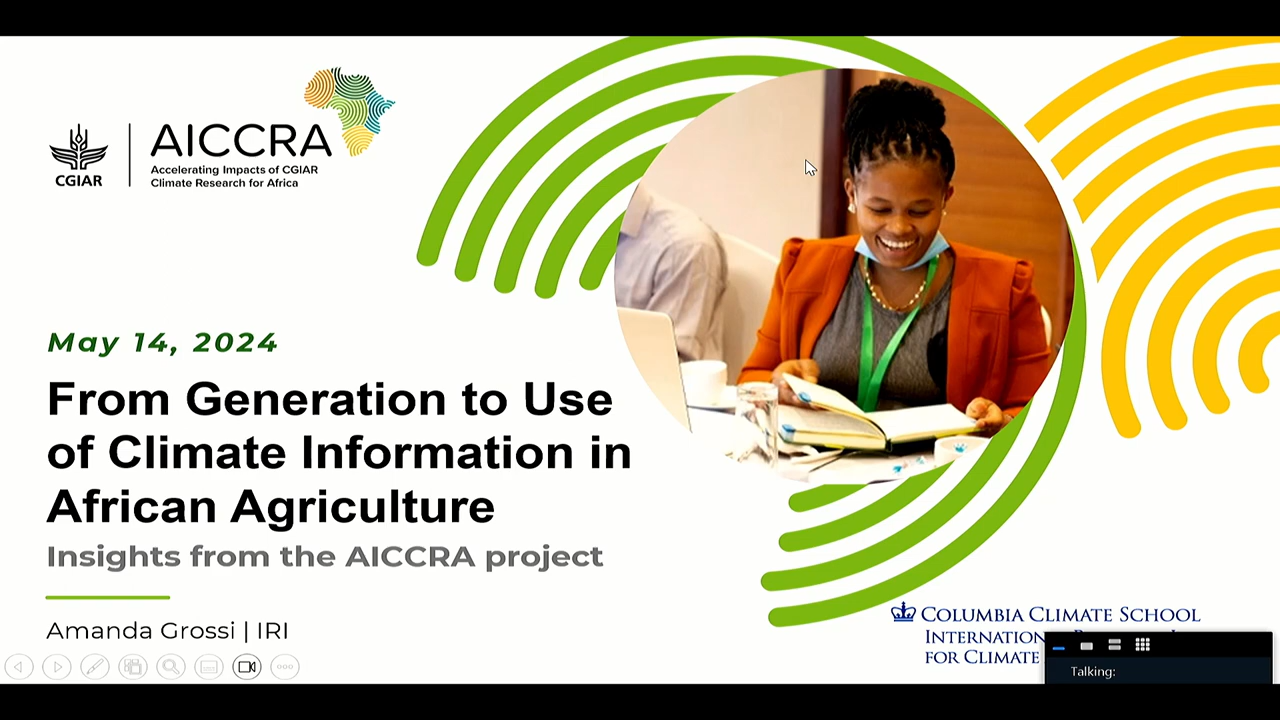 CGIAR
AICCRA
Accelerating Impacts of CGIAR
Climate Research for Africa
May 14, 2024
From Generation to Use
of Climate Information in
African Agriculture
Insights from the AICCRA project
Amanda Grossi | IRI
COLUMBIA CLIMATE SCHOOL
FOR CLIMATE
Talking: